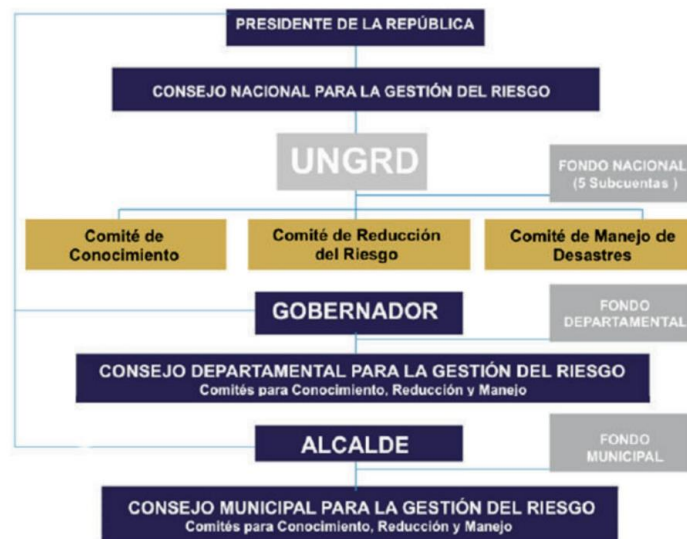 PRESIDENTE DE LA REPÚBLICA
CONSEJO NACIONAL PARA LA GESTIÓN DEL RIESGO
UNGRD
FONDO NACIONAL
(5 Subcuentas )
Comité de
Conocimiento
Comité de Reducción
del Riesgo
Comité de Manejo de
Desastres
GOBERNADOR
FONDO
DEPARTAMENTAL
CONSEJO DEPARTAMENTAL PARA LA GESTIÓN DEL RIESGO
Comités para Conocimiento, Reducción y Manejo
ALCALDE
FONDO
MUNICIPAL
CONSEJO MUNICIPAL PARA LA GESTIÓN DEL RIESGO
Comités para Conocimiento, Reducción y Manejo